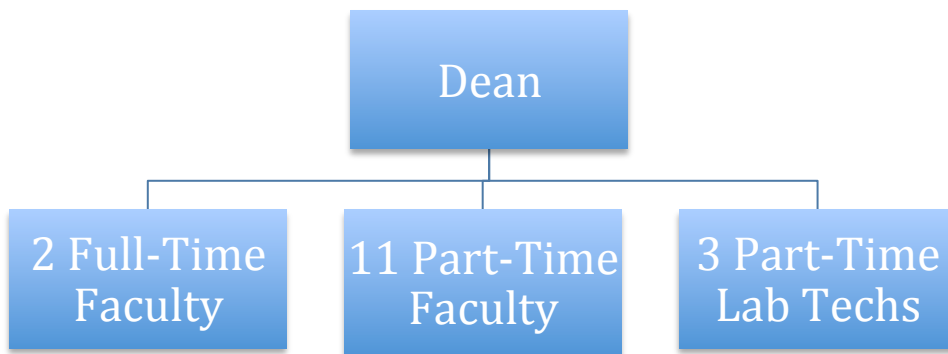 Dean
2 Full-Time
Faculty
11 Part-Time
Faculty
3 Part-Time
Lab Techs